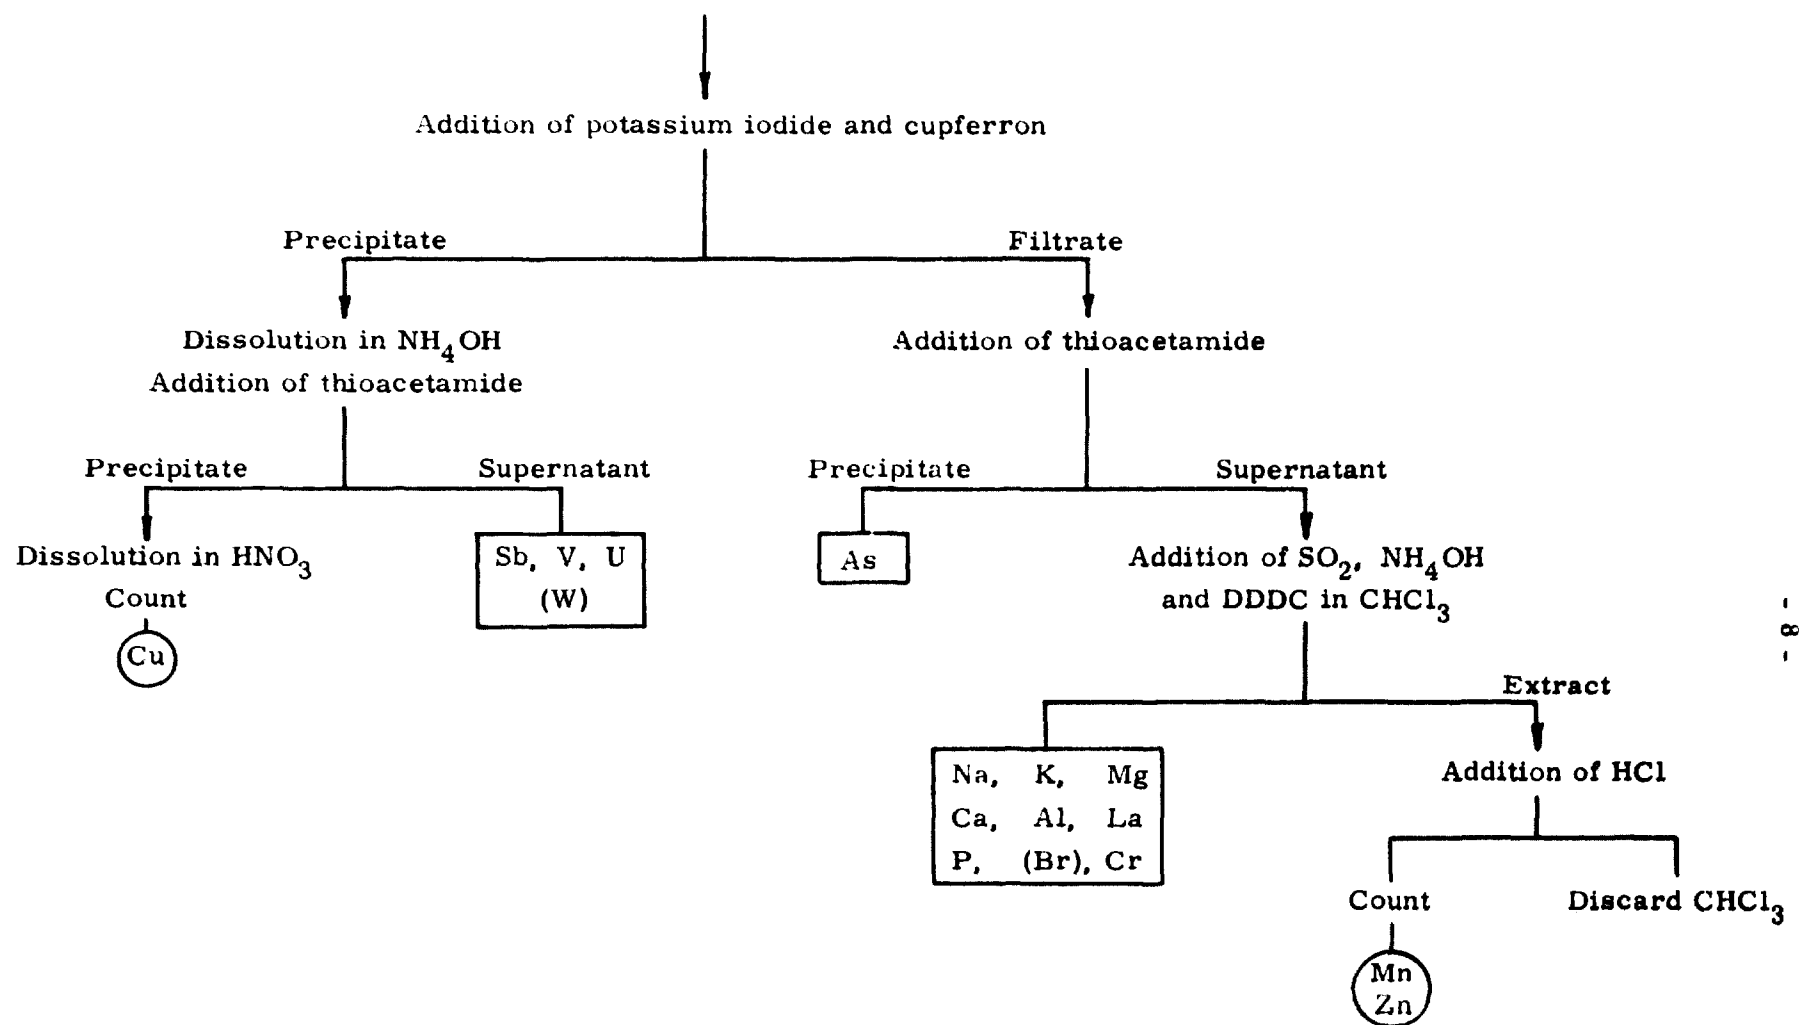 Addition of potassium iodide and cupferron
Precipitate
Filtrate
Dissolution in NH₄OH
Addition of thioacetamide
Addition of thioacetamide
Precipitate
Supernatant
Precipitate
Supernatant
Dissolution in HNO₃
Count
Cu
Sb, V, U
(W)
As
Addition of SO₂, NH₄OH
and DDDC in CHCl₃
Extract
Na, K, Mg
Ca, Al, La
P, (Br), Cr
Addition of HCl
Count
Discard CHCl₃
Mn
Zn
- 8 -